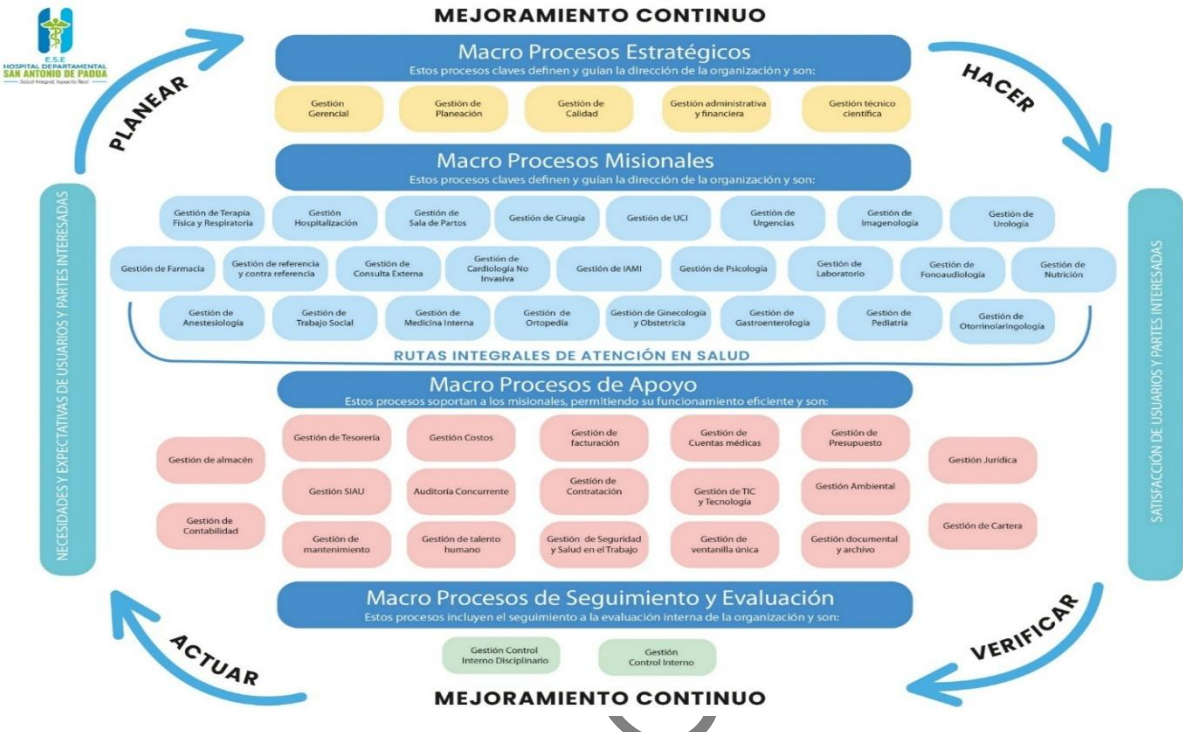 MEJORAMIENTO CONTINUO
E.S.E
HOSPITAL DEPARTAMENTAL
SAN ANTONIO DE PADUA
Salud Integral, Impacto Real
PLANEAR
HACER
Macro Procesos Estratégicos
Estos procesos claves definen y guían la dirección de la organización y son:
Gestión
Gerencial
Gestión de
Planeación
Gestión de
Calidad
Gestión administrativa
y financiera
Gestión técnico
científica
Macro Procesos Misionales
Estos procesos claves definen y guían la dirección de la organización y son:
NECESIDADES Y EXPECTATIVAS DE USUARIOS Y PARTES INTERESADAS
SATISFACCIÓN DE USUARIOS Y PARTES INTERESADAS
Gestión de Terapia
Física y Respiratoria
Gestión
Hospitalización
Gestión de
Sala de Partos
Gestión de Cirugía
Gestión de UCI
Gestión de
Urgencias
Gestión de
Imagenología
Gestión de
Urología
Gestión de Farmacia
Gestión de referencia
y contra referencia
Gestión de
Consulta Externa
Gestión de
Cardiología No
Invasiva
Gestión de IAMI
Gestión de Psicología
Gestión de
Laboratorio
Gestión de
Fonoaudiología
Gestión de
Nutrición
Gestión de
Anestesiología
Gestión de
Trabajo Social
Gestión de
Medicina Interna
Gestión de
Ortopedía
Gestión de Ginecología
y Obstetricia
Gestión de
Gastroenterología
Gestión de
Pediatría
Gestión de
Otorrinolaringología
RUTAS INTEGRALES DE ATENCIÓN EN SALUD
Macro Procesos de Apoyo
Estos procesos soportan a los misionales, permitiendo su funcionamiento eficiente y son:
Gestión de almacén
Gestión de
Contabilidad
Gestión de Tesorería
Gestión Costos
Gestión de
facturación
Gestión de
Cuentas médicas
Gestión de
Presupuesto
Gestión SIAU
Auditoría Concurrente
Gestión de
Contratación
Gestión de TIC
y Tecnología
Gestión Ambiental
Gestión de
mantenimiento
Gestión de talento
humano
Gestión de Seguridad
y Salud en el Trabajo
Gestión de
ventanilla única
Gestión documental
y archivo
Gestión Jurídica
Gestión de Cartera
Macro Procesos de Seguimiento y Evaluación
Estos procesos incluyen el seguimiento a la evaluación interna de la organización y son:
Gestión Control
Interno Disciplinario
Gestión
Control Interno
ACTUAR
VERIFICAR
MEJORAMIENTO CONTINUO